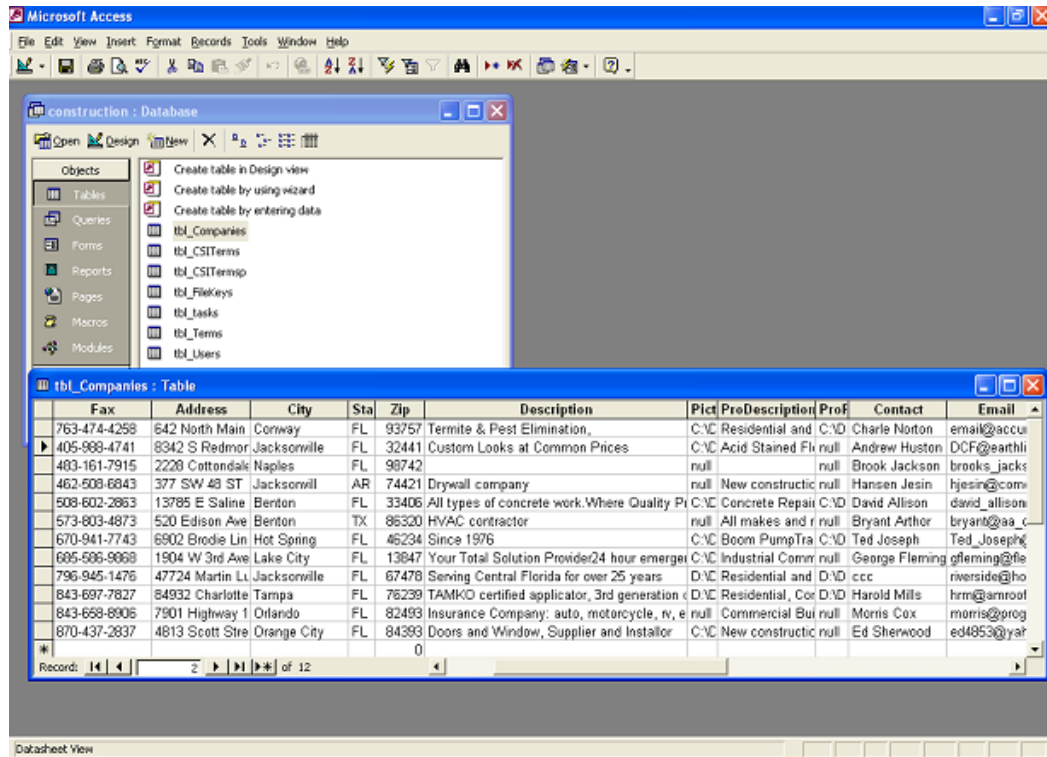 Microsoft Access
File Edit View Insert Format Records Tools Window Help
construction : Database
Open Design New
Objects
Create table in Design view
Tables
Create table by using wizard
Queries
Create table by entering data
tbl_Companies
Forms
tbl_CSITerms
Reports
tbl_CSITermsp
Pages
tbl_FileKeys
Macros
tbl_tasks
Modules
tbl_Terms
tbl_Users
tbl_Companies : Table
Fax Address City Sta Zip Description Pict ProDescription ProF Contact Email
763-474-4258 642 North Main Conway FL 93757 Termite & Pest Elimination, C:\D Residential and C:\D Charle Norton email@accu
405-988-4741 8342 S Redmor Jacksonville FL 32441 Custom Looks at Common Prices C:\D Acid Stained Fl null Andrew Huston DCF@earthli
483-161-7915 2228 Cottondale Naples FL 98742 null null Brook Jackson brooks_jacks
462-508-6843 377 SW 48 ST Jacksonvill AR 74421 Drywall company null New constructic null Hansen Jesin hjesin@com
508-602-2863 13785 E Saline Benton FL 33406 All types of concrete work.Where Quality Pr C:\D Concrete Repair C:\D David Allison david_allison
573-803-4873 520 Edison Ave Benton TX 86320 HVAC contractor null All makes and r null Bryant Arthor bryant@aa_c
670-941-7743 6902 Brodie Lin Hot Spring FL 46234 Since 1976 C:\D Boom PumpTra C:\D Ted Joseph Ted_Joseph@
685-586-9868 1904 W 3rd Ave Lake City FL 13847 Your Total Solution Provider24 hour emerger C:\D Industrial Comm null George Fleming gfleming@fle
796-945-1476 47724 Martin Lu Jacksonville FL 67478 Serving Central Florida for over 25 years D:\D Residential and D:\D ccc riverside@ho
843-697-7827 84932 Charlotte Tampa FL 76239 TAMKO certified applicator, 3rd generation c D:\D Residential, Con D:\D Harold Mills hrm@amroof
843-668-8906 7901 Highway 1 Orlando FL 82493 Insurance Company: auto, motorcycle, rv, e null Commercial Bui null Morris Cox morris@prog
870-437-2837 4813 Scott Stre Orange City FL 84393 Doors and Window, Supplier and Installor C:\D New constructic null Ed Sherwood ed4853@yah
0
Record: 2 of 12
Datasheet View